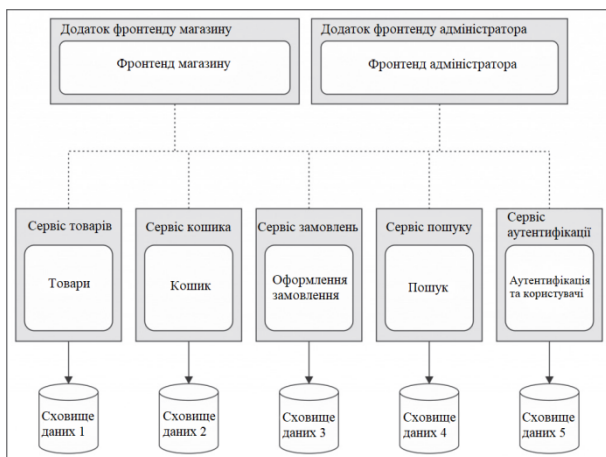 Додаток фронтенду магазину
Фронтенд магазину
Додаток фронтенду адміністратора
Фронтенд адміністратора
Сервіс товарів
Товари
Сервіс кошика
Кошик
Сервіс замовлень
Оформлення
замовлення
Сервіс пошуку
Пошук
Сервіс
аутентифікації
Аутентифікація
та користувачі
Сховище
даних 1
Сховище
даних 2
Сховище
даних 3
Сховище
даних 4
Сховище
даних 5